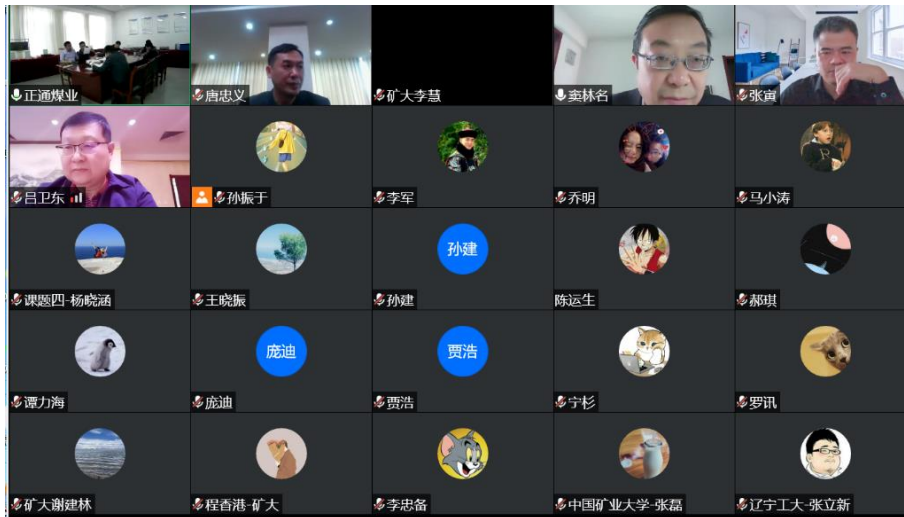 正通煤业
唐忠义
矿大李慧
窦林名
张寅
吕卫东
孙振于
李军
乔明
马小涛
课题四-杨晓涵
王晓振
孙建
孙建
陈运生
郝琪
谭力海
庞迪
庞迪
贾浩
贾浩
宁杉
罗讯
矿大谢建林
程香港-矿大
李忠备
中国矿业大学-张磊
辽宁工大-张立新